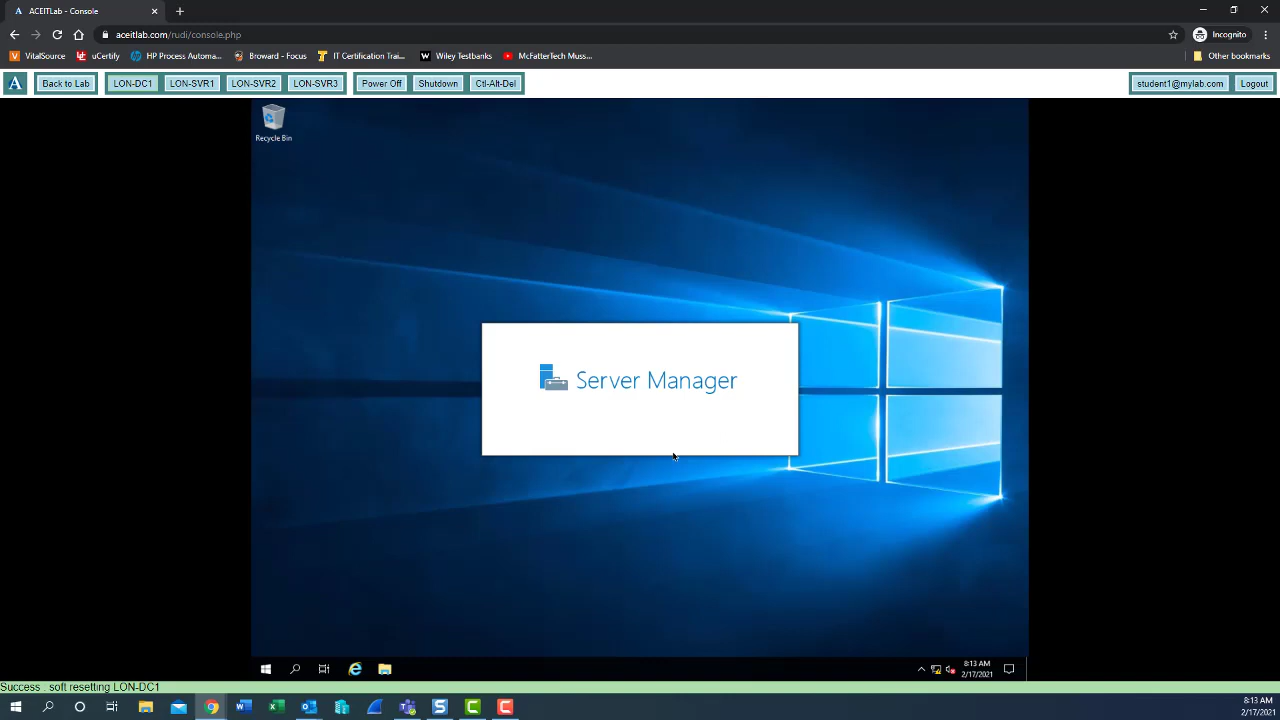 ACEITLab - Console
aceitlab.com/rudi/console.php
Incognito
VitalSource
uCertify
HP Process Automa...
Broward - Focus
IT Certification Trai...
Wiley Testbanks
McFatterTech Muss...
Other bookmarks
A
Back to Lab
LON-DC1
LON-SVR1
LON-SVR2
LON-SVR3
Power Off
Shutdown
Ctl-Alt-Del
student1@mylab.com
Logout
Recycle Bin
Server Manager
8:13 AM
2/17/2021
Success . soft resetting LON-DC1
8:13 AM
2/17/2021